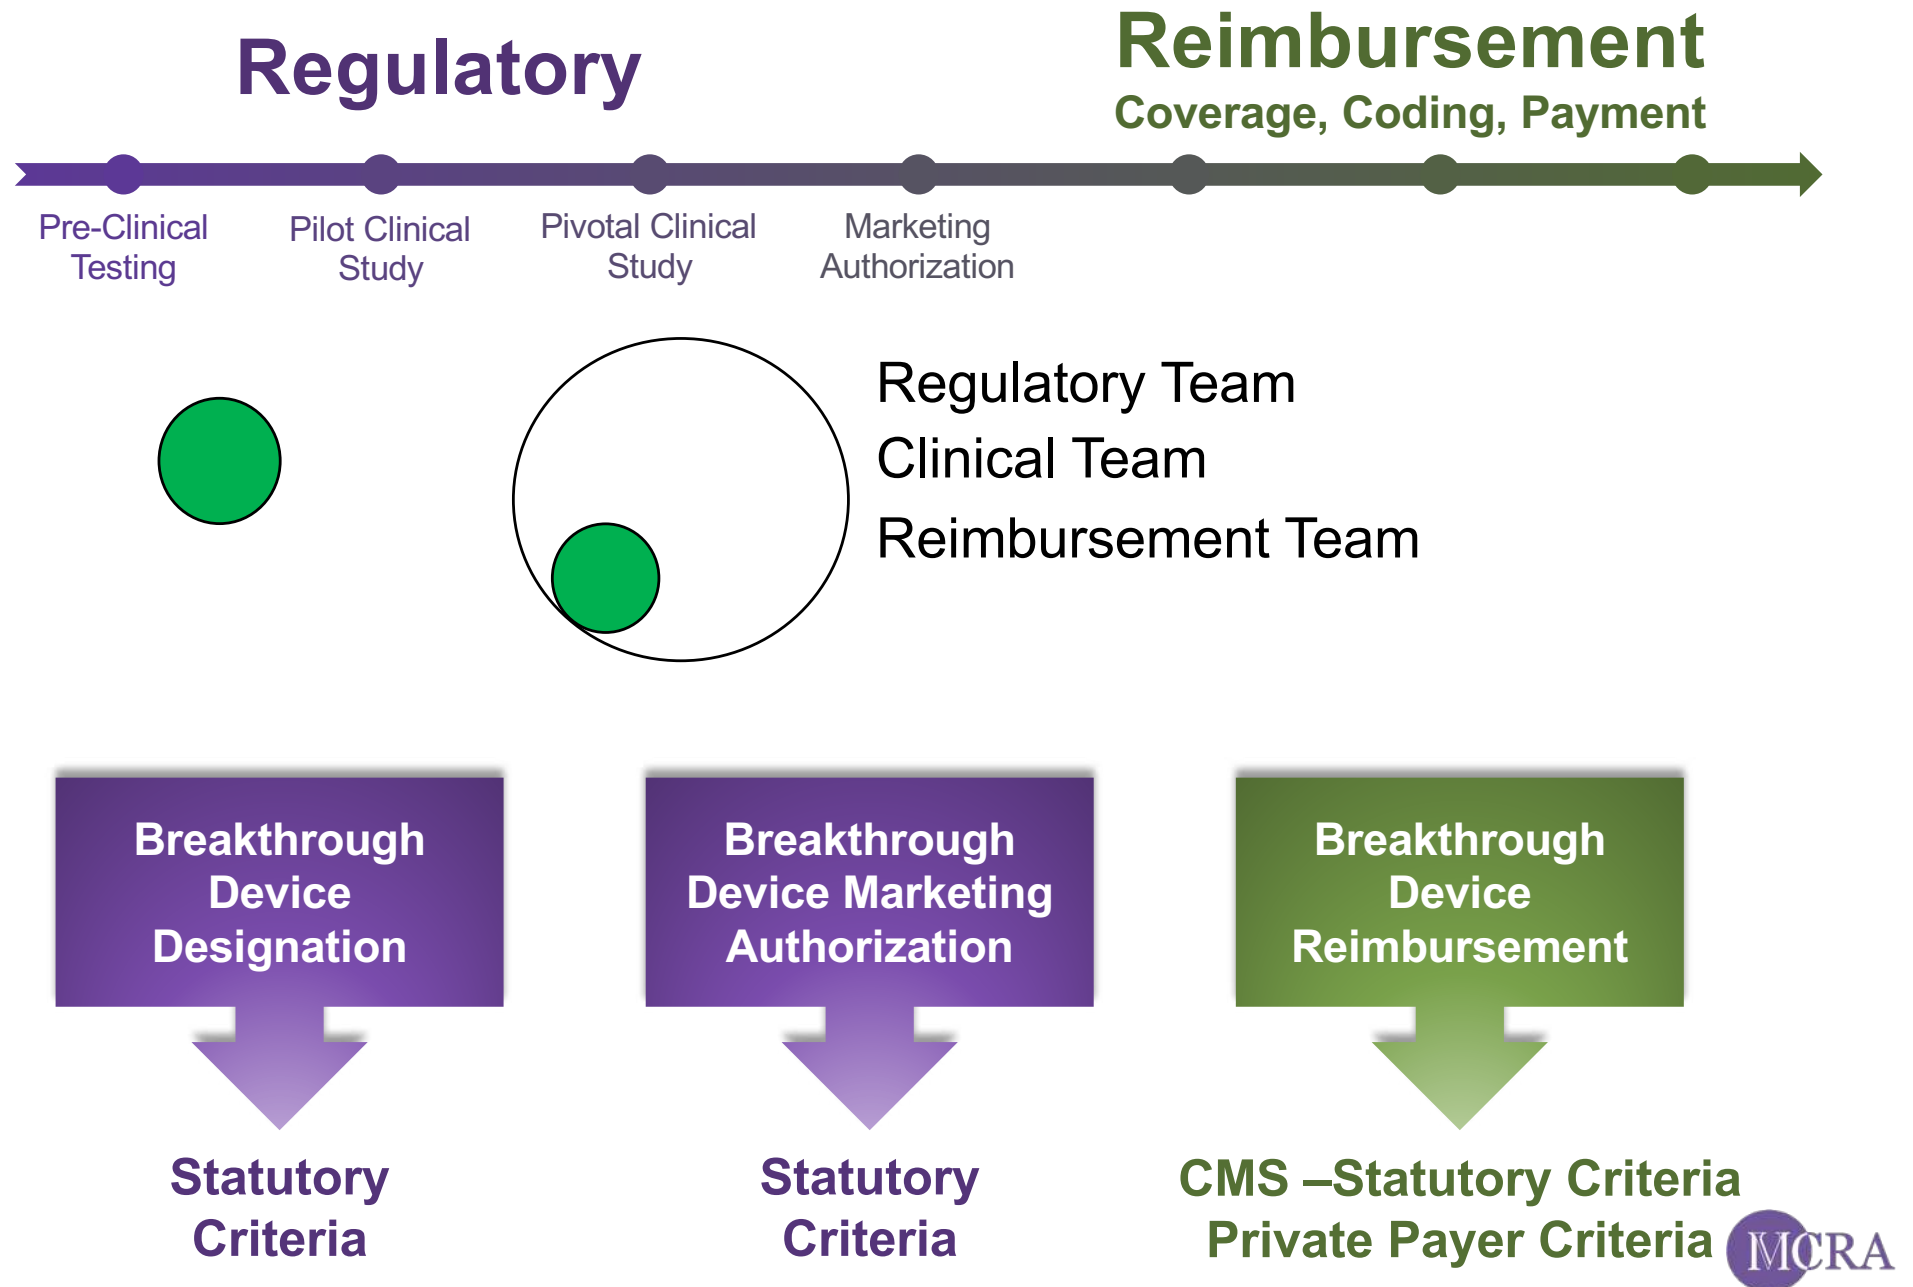 Regulatory
Reimbursement
Coverage, Coding, Payment
Pre-Clinical
Testing
Pilot Clinical
Study
Pivotal Clinical
Study
Marketing
Authorization
Regulatory Team
Clinical Team
Reimbursement Team
Breakthrough
Device
Designation
Breakthrough
Device Marketing
Authorization
Breakthrough
Device
Reimbursement
Statutory
Criteria
Statutory
Criteria
CMS –Statutory Criteria
Private Payer Criteria
MCRA